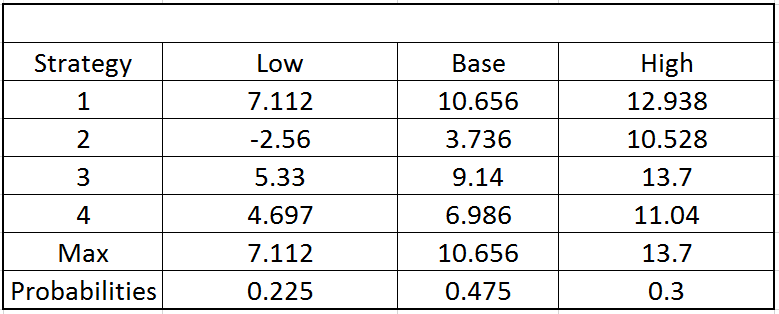 Strategy Low Base High
1 7.112 10.656 12.938
2 -2.56 3.736 10.528
3 5.33 9.14 13.7
4 4.697 6.986 11.04
Max 7.112 10.656 13.7
Probabilities 0.225 0.475 0.3